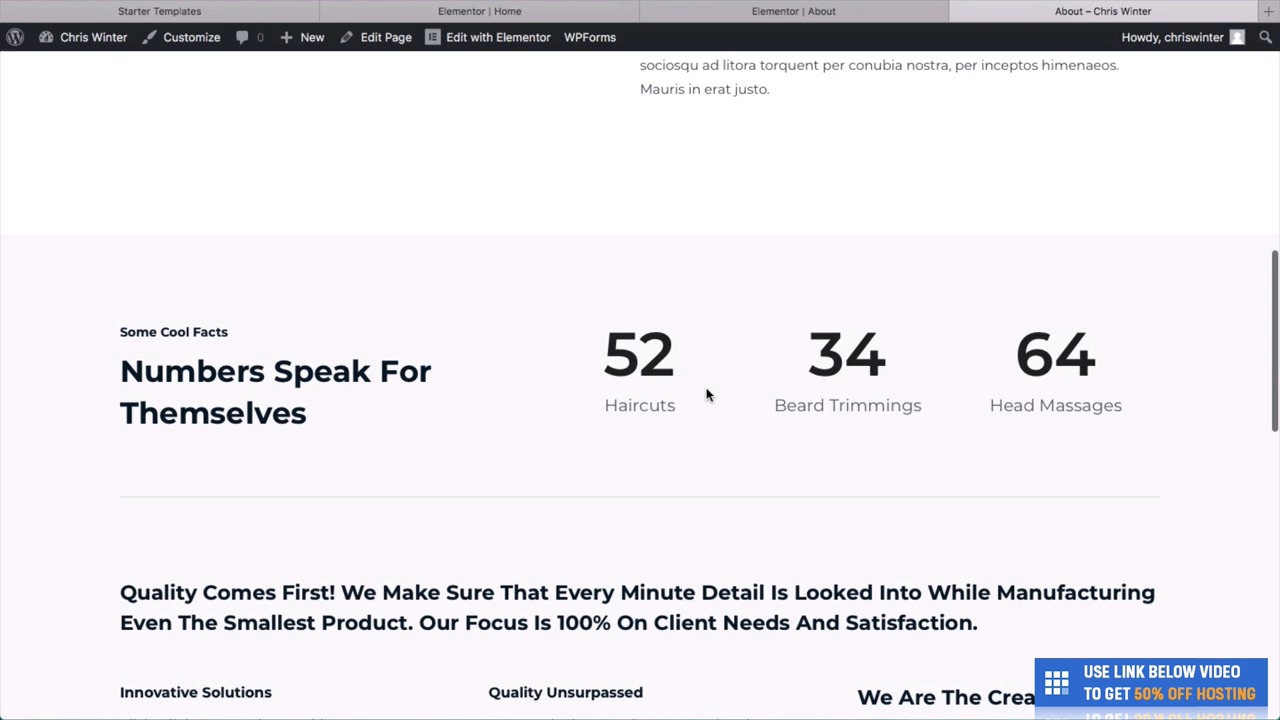 Starter Templates
Elementor | Home
Elementor | About
About – Chris Winter
Chris Winter
Customize
0
New
Edit Page
Edit with Elementor
WPForms
Howdy, chriswinter
sociosqu ad litora torquent per conubia nostra, per inceptos himenaeos.
Mauris in erat justo.
Some Cool Facts
Numbers Speak For
Themselves
52
Haircuts
34
Beard Trimmings
64
Head Massages
Quality Comes First! We Make Sure That Every Minute Detail Is Looked Into While Manufacturing
Even The Smallest Product. Our Focus Is 100% On Client Needs And Satisfaction.
Innovative Solutions
Quality Unsurpassed
We Are The Crea
USE LINK BELOW VIDEO
TO GET 50% OFF HOSTING